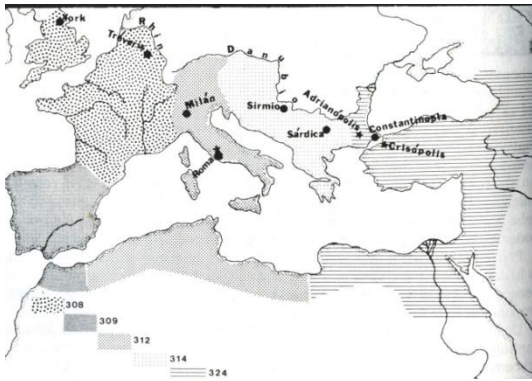 York
Rhin
Treveris
Danubio
Milán
Sirmio
Adrianópolis
Constantinopla
Sárdica
Crisópolis
Roma
308
309
312
314
324